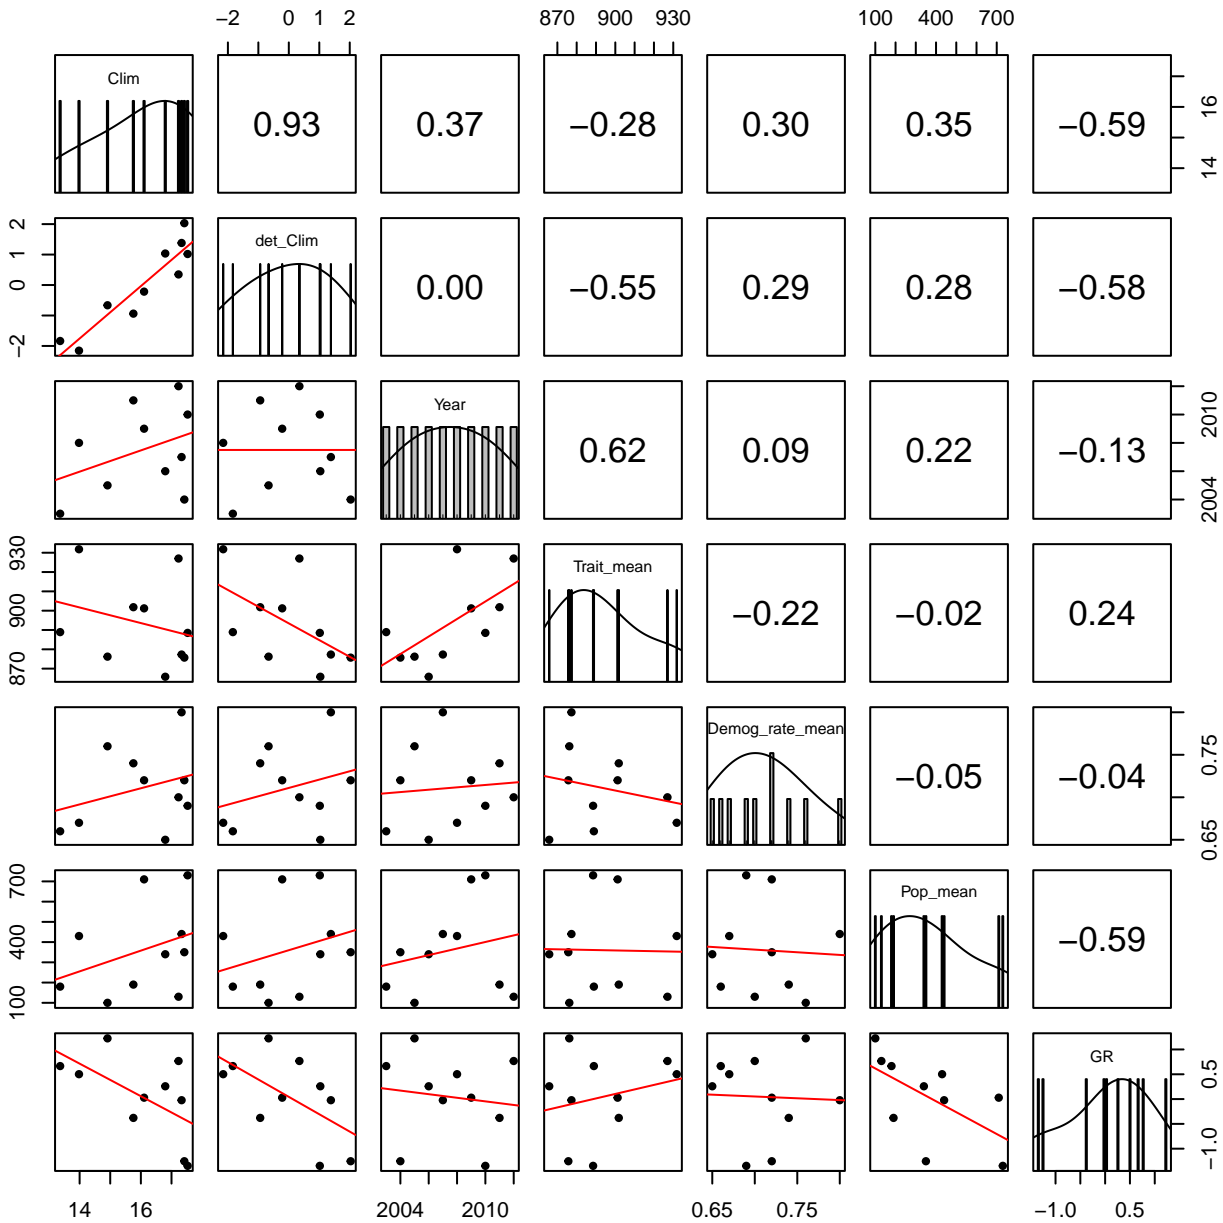 −2 0 1 2 870 900 930 100 400 700
Clim 0.93 0.37 −0.28 0.30 0.35 −0.59 14 16
−2 0 1 2 det_Clim 0.00 −0.55 0.29 0.28 −0.58
Year 0.62 0.09 0.22 −0.13 2004 2010
870 900 930 Trait_mean −0.22 −0.02 0.24
Demog_rate_mean −0.05 −0.04 0.65 0.75
100 400 700 Pop_mean −0.59
GR −1.0 0.5
14 16 2004 2010 0.65 0.75 −1.0 0.5